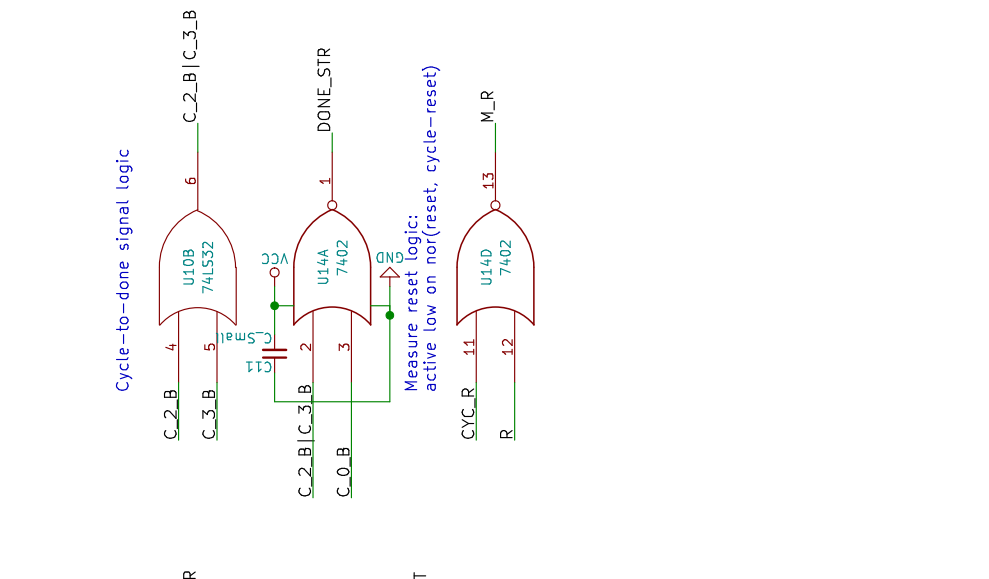 Cycle-to-done signal logic
C_2_B|C_3_B
6
U10B
74LS32
4
5
C_2_B
C_3_B
DONE_STR
1
U14A
7402
VCC
GND
C_Small
C11
2
3
C_2_B|C_3_B
C_0_B
Measure reset logic:
active low on nor(reset, cycle-reset)
M_R
13
U14D
7402
11
12
CYC_R
R
R
T